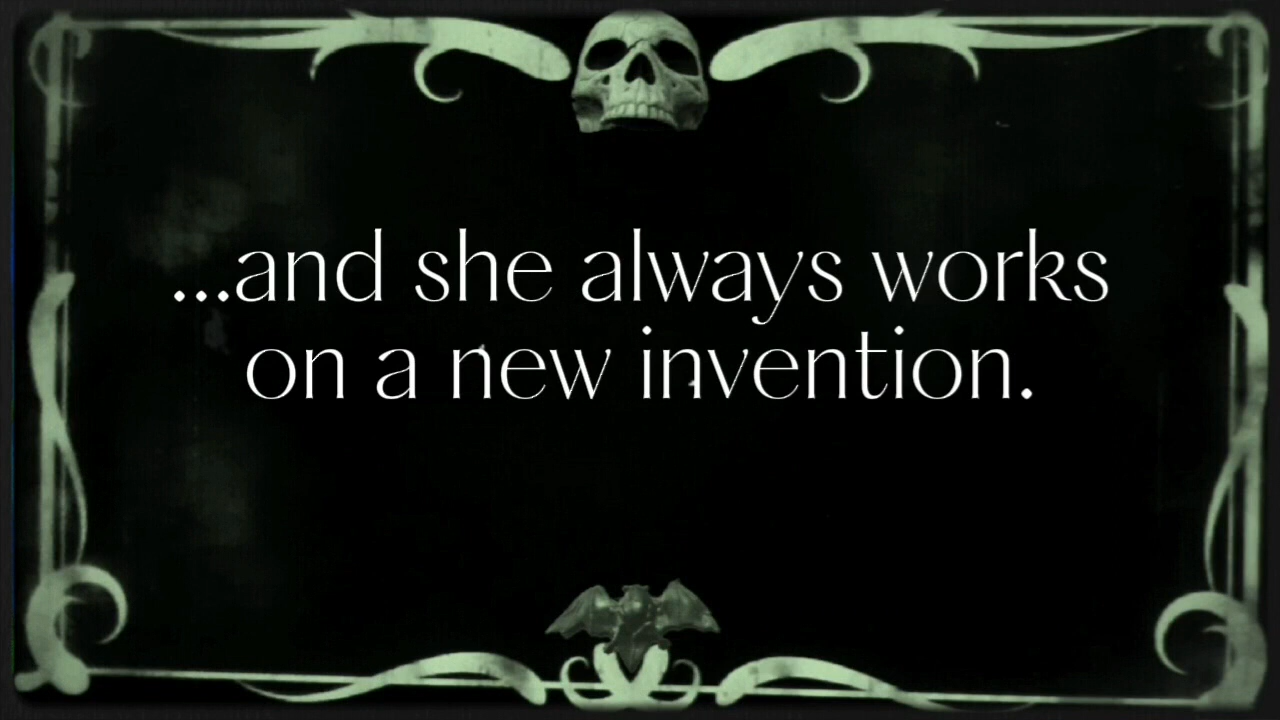 ...and she always works
on a new invention.